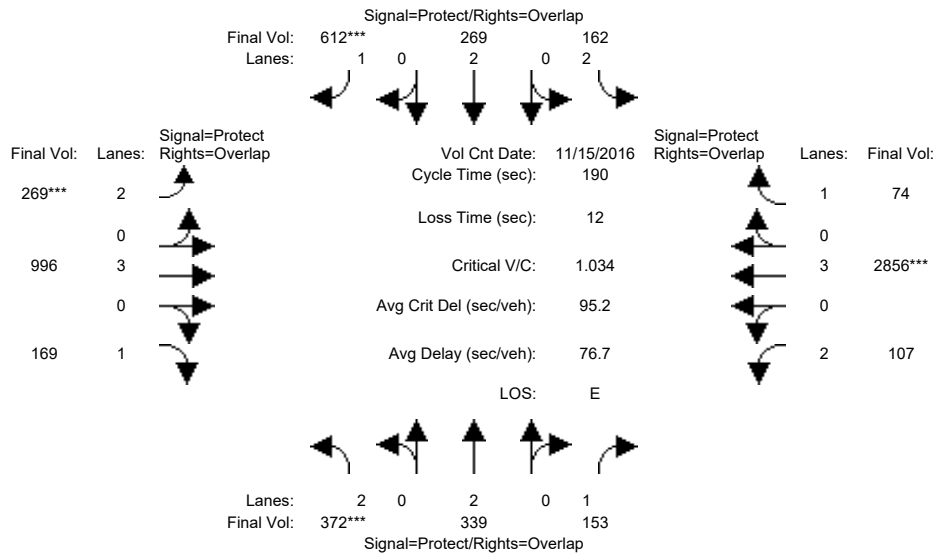 Signal=Protect/Rights=Overlap
Final Vol: 612*** 269 162
Lanes: 1 0 2 0 2
Signal=Protect
Final Vol: Lanes: Rights=Overlap
Vol Cnt Date: 11/15/2016
Signal=Protect
Rights=Overlap Lanes: Final Vol:
Cycle Time (sec): 190
269*** 2
1 74
Loss Time (sec): 12
0
0
996 3
Critical V/C: 1.034
3 2856***
0
Avg Crit Del (sec/veh): 95.2
0
169 1
Avg Delay (sec/veh): 76.7
2 107
LOS: E
Lanes: 2 0 2 0 1
Final Vol: 372*** 339 153
Signal=Protect/Rights=Overlap